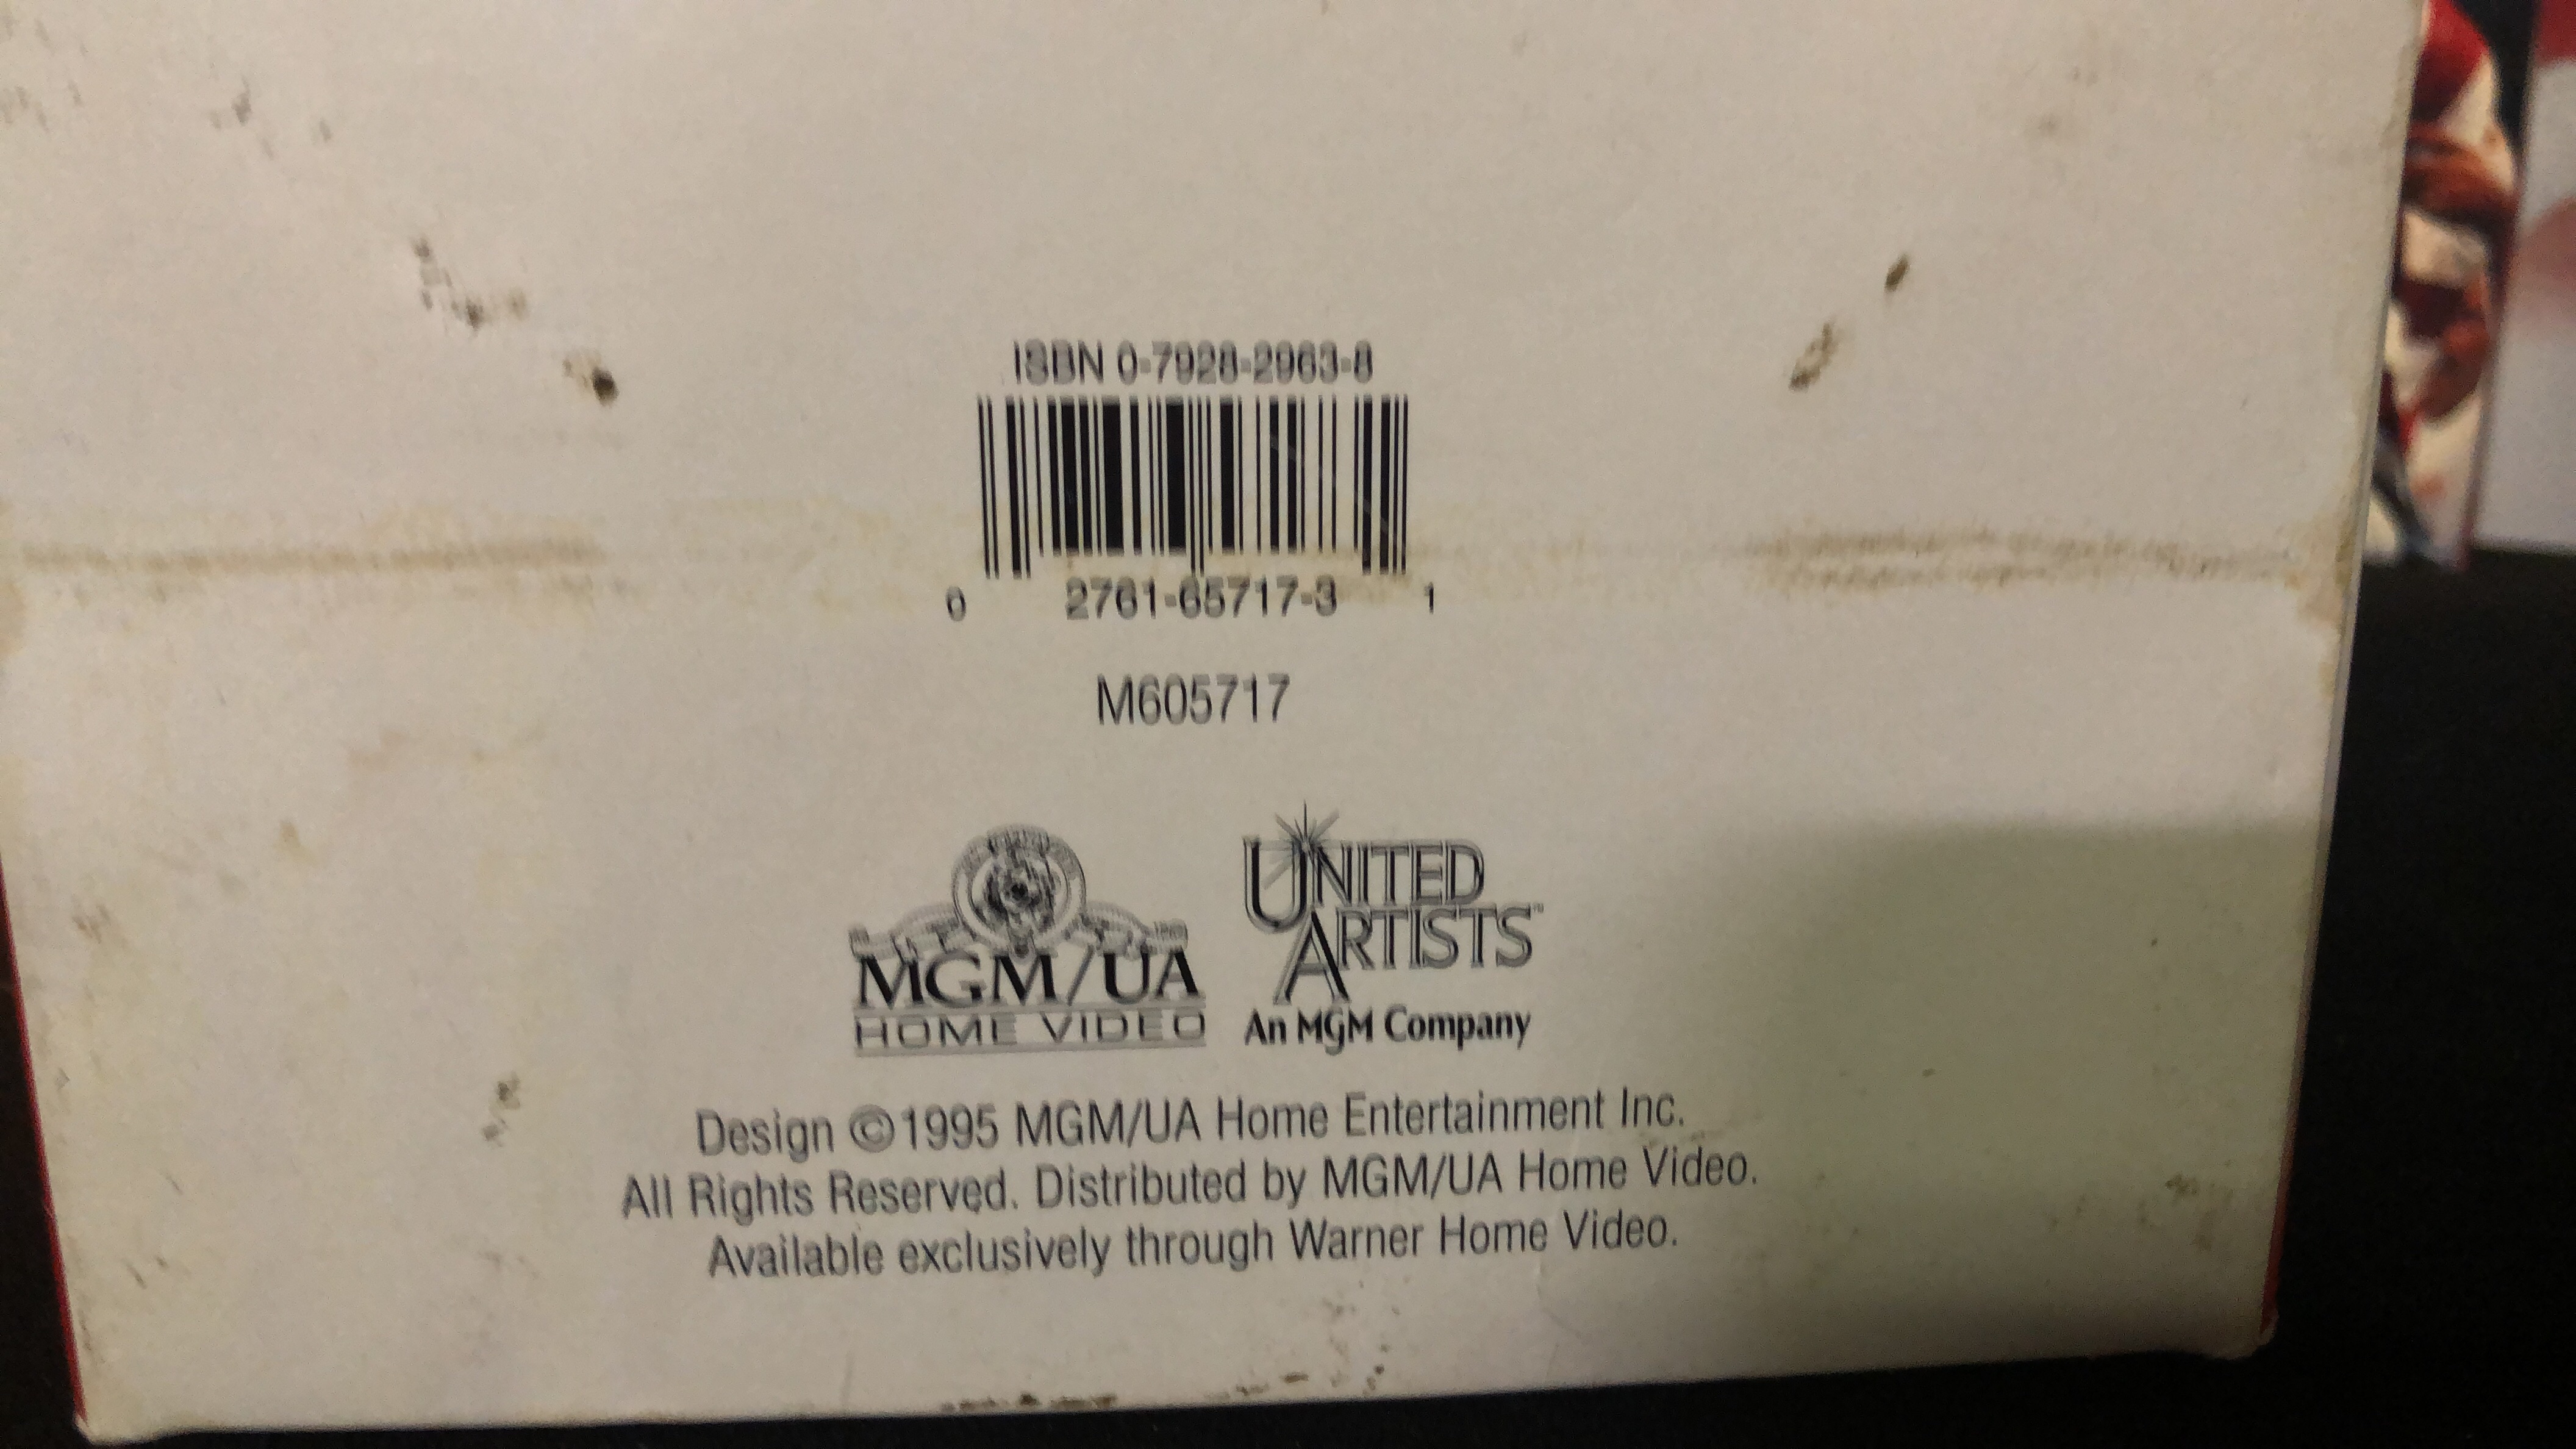 ISBN 0-7928-2963-8
0 2761-65717-3 1
M605717
MGM/UA
HOME VIDEO
UNITED
ARTISTS™
An MGM Company
Design ©1995 MGM/UA Home Entertainment Inc.
All Rights Reserved. Distributed by MGM/UA Home Video.
Available exclusively through Warner Home Video.